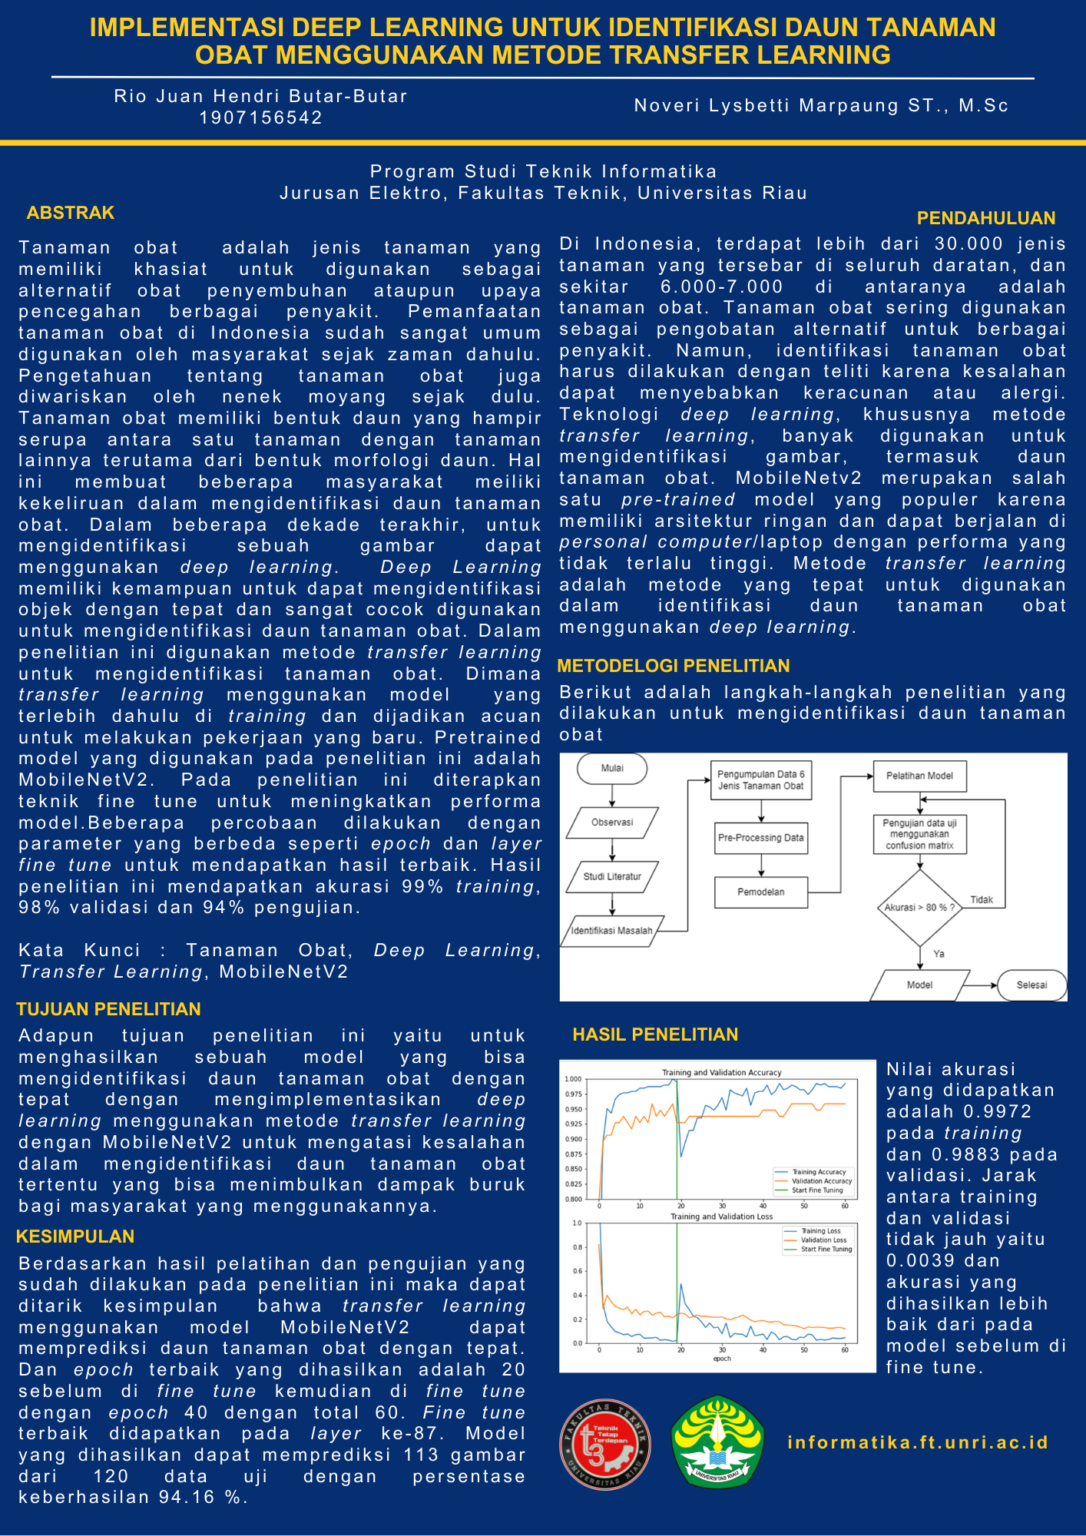 IMPLEMENTASI DEEP LEARNING UNTUK IDENTIFIKASI DAUN TANAMAN
OBAT MENGGUNAKAN METODE TRANSFER LEARNING
Rio Juan Hendri Butar-Butar
1907156542
Noveri Lysbetti Marpaung ST., M.Sc
Program Studi Teknik Informatika
Jurusan Elektro, Fakultas Teknik, Universitas Riau
ABSTRAK
Tanaman obat adalah jenis tanaman yang
memiliki khasiat untuk digunakan sebagai
alternatif obat penyembuhan ataupun upaya
pencegahan berbagai penyakit. Pemanfaatan
tanaman obat di Indonesia sudah sangat umum
digunakan oleh masyarakat sejak zaman dahulu.
Pengetahuan tentang tanaman obat juga
diwariskan oleh nenek moyang sejak dulu.
Tanaman obat memiliki bentuk daun yang hampir
serupa antara satu tanaman dengan tanaman
lainnya terutama dari bentuk morfologi daun. Hal
ini membuat beberapa masyarakat meiliki
kekeliruan dalam mengidentifikasi daun tanaman
obat. Dalam beberapa dekade terakhir, untuk
mengidentifikasi sebuah gambar dapat
menggunakan deep learning. Deep Learning
memiliki kemampuan untuk dapat mengidentifikasi
objek dengan tepat dan sangat cocok digunakan
untuk mengidentifikasi daun tanaman obat. Dalam
penelitian ini digunakan metode transfer learning
untuk mengidentifikasi tanaman obat. Dimana
transfer learning menggunakan model yang
terlebih dahulu di training dan dijadikan acuan
untuk melakukan pekerjaan yang baru. Pretrained
model yang digunakan pada penelitian ini adalah
MobileNetV2. Pada penelitian ini diterapkan
teknik fine tune untuk meningkatkan performa
model.Beberapa percobaan dilakukan dengan
parameter yang berbeda seperti epoch dan layer
fine tune untuk mendapatkan hasil terbaik. Hasil
penelitian ini mendapatkan akurasi 99% training,
98% validasi dan 94% pengujian.
Kata Kunci : Tanaman Obat, Deep Learning,
Transfer Learning, MobileNetV2
TUJUAN PENELITIAN
Adapun tujuan penelitian ini yaitu untuk
menghasilkan sebuah model yang bisa
mengidentifikasi daun tanaman obat dengan
tepat dengan mengimplementasikan deep
learning menggunakan metode transfer learning
dengan MobileNetV2 untuk mengatasi kesalahan
dalam mengidentifikasi daun tanaman obat
tertentu yang bisa menimbulkan dampak buruk
bagi masyarakat yang menggunakannya.
KESIMPULAN
Berdasarkan hasil pelatihan dan pengujian yang
sudah dilakukan pada penelitian ini maka dapat
ditarik kesimpulan bahwa transfer learning
menggunakan model MobileNetV2 dapat
memprediksi daun tanaman obat dengan tepat.
Dan epoch terbaik yang dihasilkan adalah 20
sebelum di fine tune kemudian di fine tune
dengan epoch 40 dengan total 60. Fine tune
terbaik didapatkan pada layer ke-87. Model
yang dihasilkan dapat memprediksi 113 gambar
dari 120 data uji dengan persentase
keberhasilan 94.16 %.
PENDAHULUAN
Di Indonesia, terdapat lebih dari 30.000 jenis
tanaman yang tersebar di seluruh daratan, dan
sekitar 6.000-7.000 di antaranya adalah
tanaman obat. Tanaman obat sering digunakan
sebagai pengobatan alternatif untuk berbagai
penyakit. Namun, identifikasi tanaman obat
harus dilakukan dengan teliti karena kesalahan
dapat menyebabkan keracunan atau alergi.
Teknologi deep learning, khususnya metode
transfer learning, banyak digunakan untuk
mengidentifikasi gambar, termasuk daun
tanaman obat. MobileNetv2 merupakan salah
satu pre-trained model yang populer karena
memiliki arsitektur ringan dan dapat berjalan di
personal computer/laptop dengan performa yang
tidak terlalu tinggi. Metode transfer learning
adalah metode yang tepat untuk digunakan
dalam identifikasi daun tanaman obat
menggunakan deep learning.
METODELOGI PENELITIAN
Berikut adalah langkah-langkah penelitian yang
dilakukan untuk mengidentifikasi daun tanaman
obat
Mulai
Observasi
Studi Literatur
Identifikasi Masalah
Pengumpulan Data 6
Jenis Tanaman Obat
Pre-Processing Data
Pemodelan
Pelatihan Model
Pengujian data uji
menggunakan
confusion matrix
Akurasi > 80 % ?
Tidak
Ya
Model
Selesai
HASIL PENELITIAN
Training and Validation Accuracy
1.000
0.975
0.950
0.925
0.900
0.875
0.850
0.825
0.800
Training Accuracy
Validation Accuracy
Start Fine Tuning
0 10 20 30 40 50 60
Training and Validation Loss
1.0
0.8
0.6
0.4
0.2
0.0
Training Loss
Validation Loss
Start Fine Tuning
0 10 20 30 40 50 60
epoch
Nilai akurasi
yang didapatkan
adalah 0.9972
pada training
dan 0.9883 pada
validasi. Jarak
antara training
dan validasi
tidak jauh yaitu
0.0039 dan
akurasi yang
dihasilkan lebih
baik dari pada
model sebelum di
fine tune.
FAKULTAS TEKNIK
Teknik
Tetap
Terdepan
UNIVERSITAS RIAU
UNIVERSITAS RIAU
informatika.ft.unri.ac.id